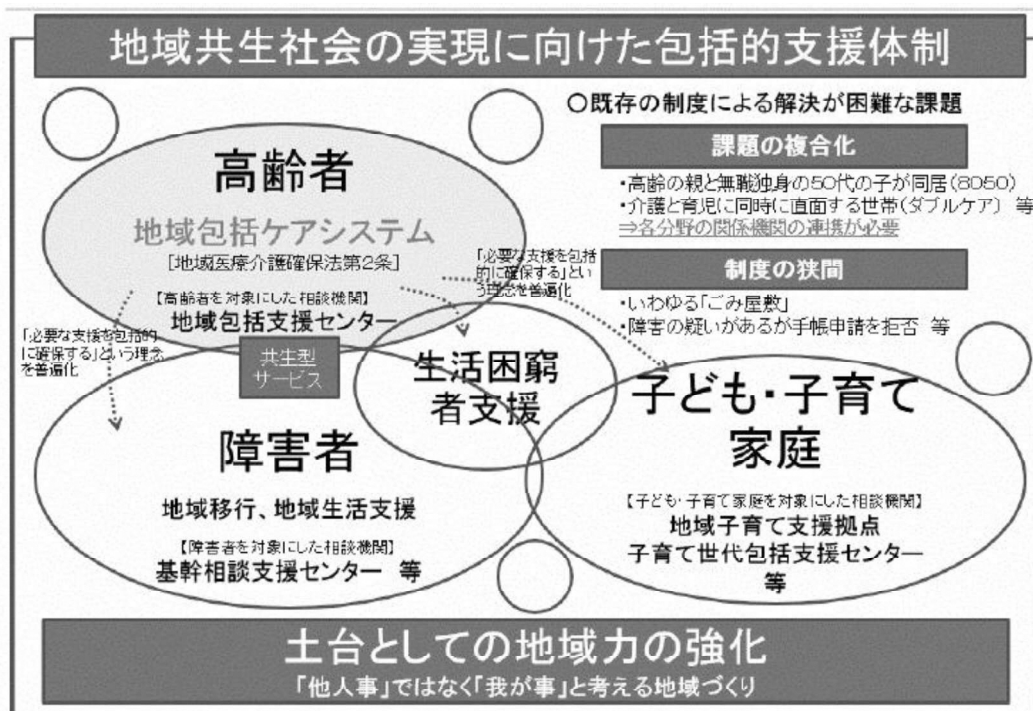 地域共生社会の実現に向けた包括的支援体制
○既存の制度による解決が困難な課題
課題の複合化
・高齢の親と無職独身の50代の子が同居(8050)
・介護と育児に同時に直面する世帯(ダブルケア) 等
⇒各分野の関係機関の連携が必要
制度の狭間
・いわゆる「ごみ屋敷」
・障害の疑いがあるが手帳申請を拒否 等
高齢者
地域包括ケアシステム
[地域医療介護確保法第2条]
【高齢者を対象にした相談機関】
地域包括支援センター
「必要な支援を包括
的に確保する」とい
う理念を普遍化
「必要な支援を包括的
に確保する」という理念
を普遍化
共生型
サービス
生活困窮
者支援
障害者
地域移行、地域生活支援
【障害者を対象にした相談機関】
基幹相談支援センター 等
子ども・子育て
家庭
【子ども・子育て家庭を対象にした相談機関】
地域子育て支援拠点
子育て世代包括支援センター
等
土台としての地域力の強化
「他人事」ではなく「我が事」と考える地域づくり